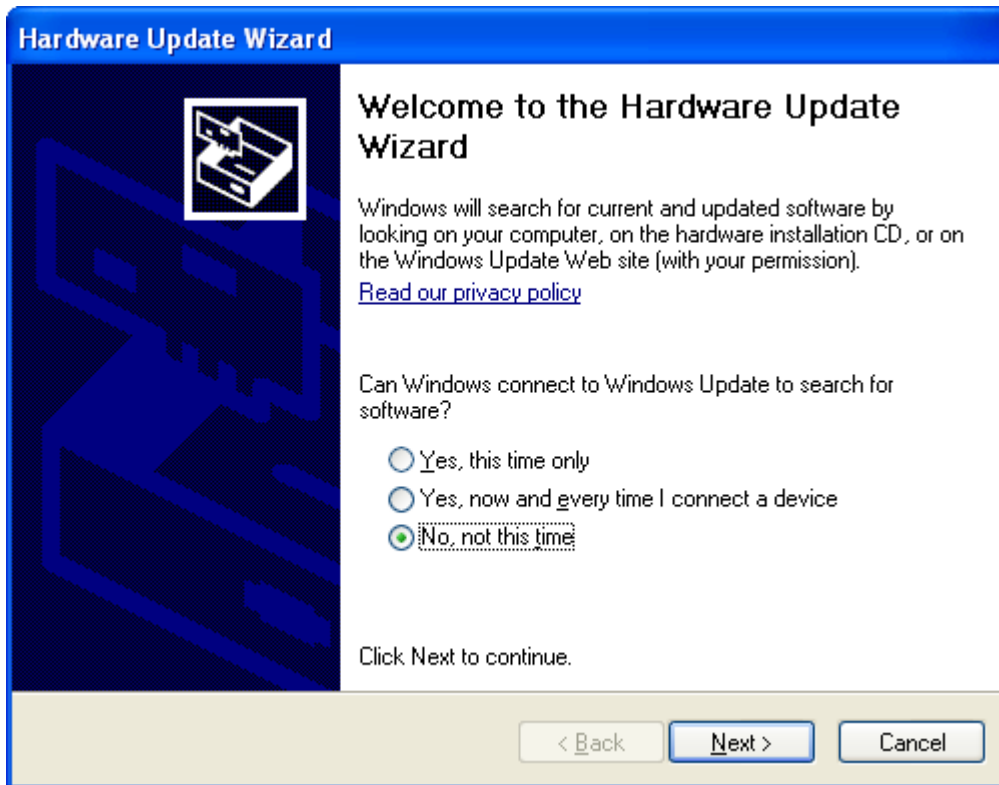 Hardware Update Wizard
Welcome to the Hardware Update
Wizard
Windows will search for current and updated software by
looking on your computer, on the hardware installation CD, or on
the Windows Update Web site (with your permission).
Read our privacy policy
Can Windows connect to Windows Update to search for
software?
Yes, this time only
Yes, now and every time I connect a device
No, not this time
Click Next to continue.
< Back
Next >
Cancel